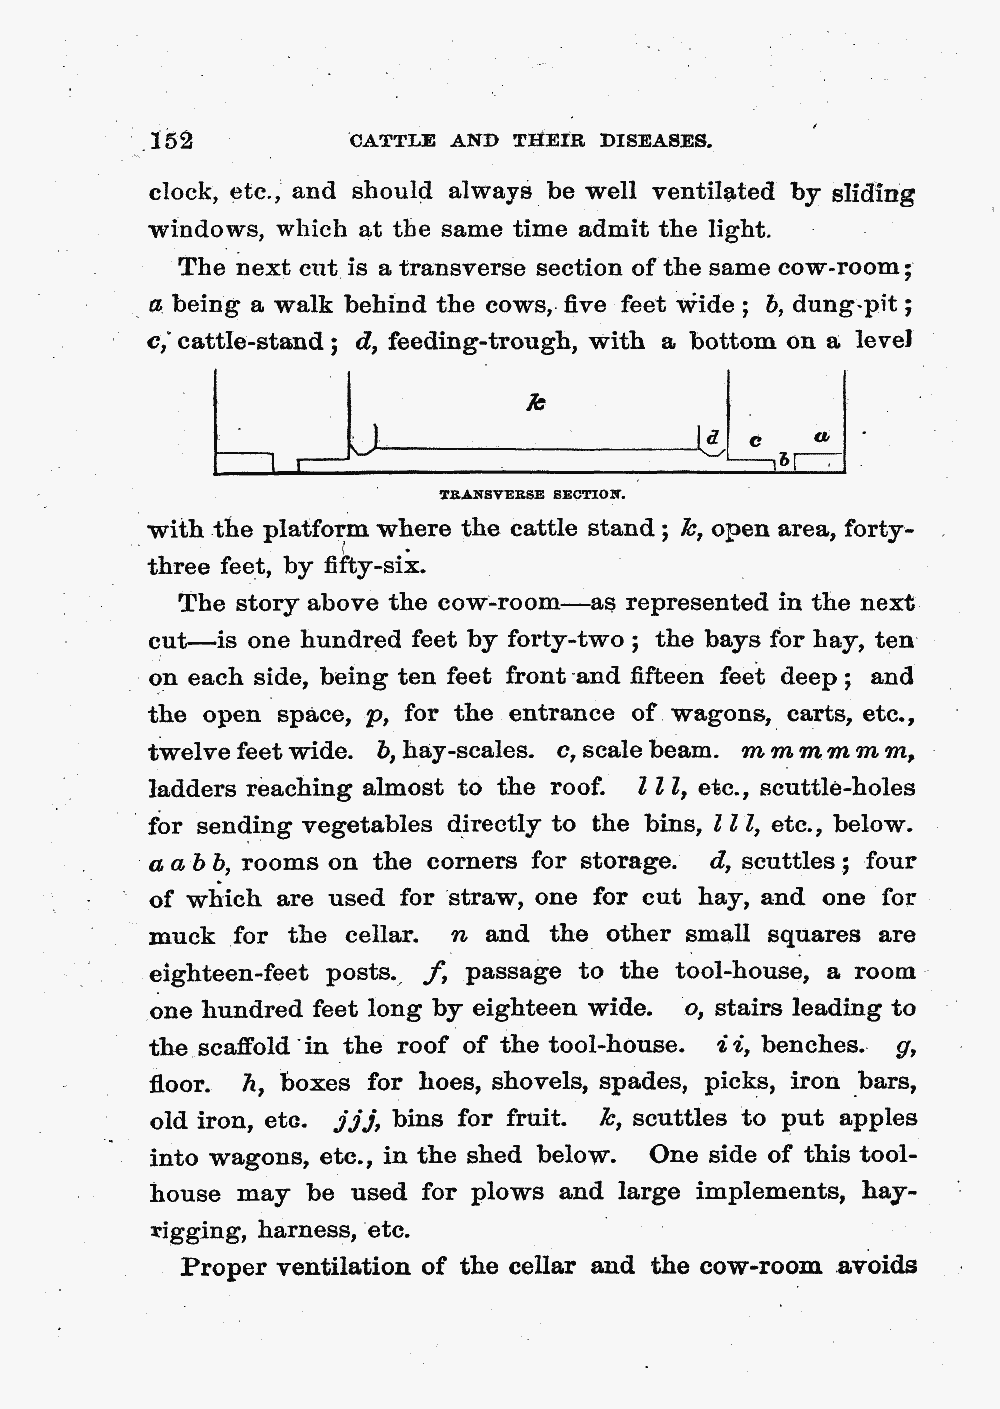 152 CATTLE AND THEIR DISEASES.
clock, etc., and should always be well ventilated by sliding
windows, which at the same time admit the light.
The next cut is a transverse section of the same cow-room;
a being a walk behind the cows, five feet wide; b, dung-pit;
c, cattle-stand; d, feeding-trough, with a bottom on a level
k
d c b a
TRANSVERSE SECTION.
with the platform where the cattle stand; k, open area, forty-
three feet, by fifty-six.
The story above the cow-room—as represented in the next
cut—is one hundred feet by forty-two; the bays for hay, ten
on each side, being ten feet front and fifteen feet deep; and
the open space, p, for the entrance of wagons, carts, etc.,
twelve feet wide. b, hay-scales. c, scale beam. m m m m m m,
ladders reaching almost to the roof. l l l, etc., scuttle-holes
for sending vegetables directly to the bins, l l l, etc., below.
a a b b, rooms on the corners for storage. d, scuttles; four
of which are used for straw, one for cut hay, and one for
muck for the cellar. n and the other small squares are
eighteen-feet posts. f, passage to the tool-house, a room
one hundred feet long by eighteen wide. o, stairs leading to
the scaffold in the roof of the tool-house. i i, benches. g,
floor. h, boxes for hoes, shovels, spades, picks, iron bars,
old iron, etc. j j j, bins for fruit. k, scuttles to put apples
into wagons, etc., in the shed below. One side of this tool-
house may be used for plows and large implements, hay-
rigging, harness, etc.
Proper ventilation of the cellar and the cow-room avoids